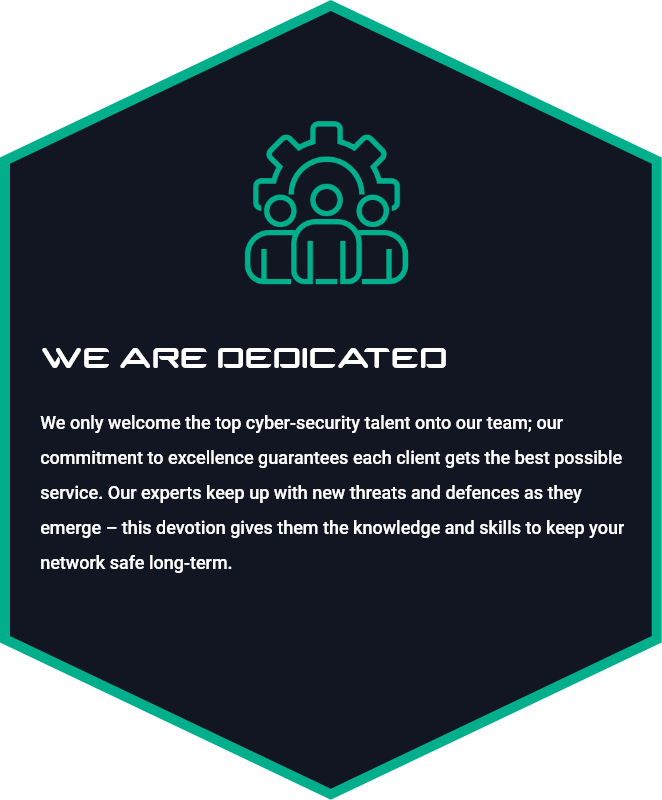 WE ARE DEDICATED
We only welcome the top cyber-security talent onto our team; our
commitment to excellence guarantees each client gets the best possible
service. Our experts keep up with new threats and defences as they
emerge – this devotion gives them the knowledge and skills to keep your
network safe long-term.